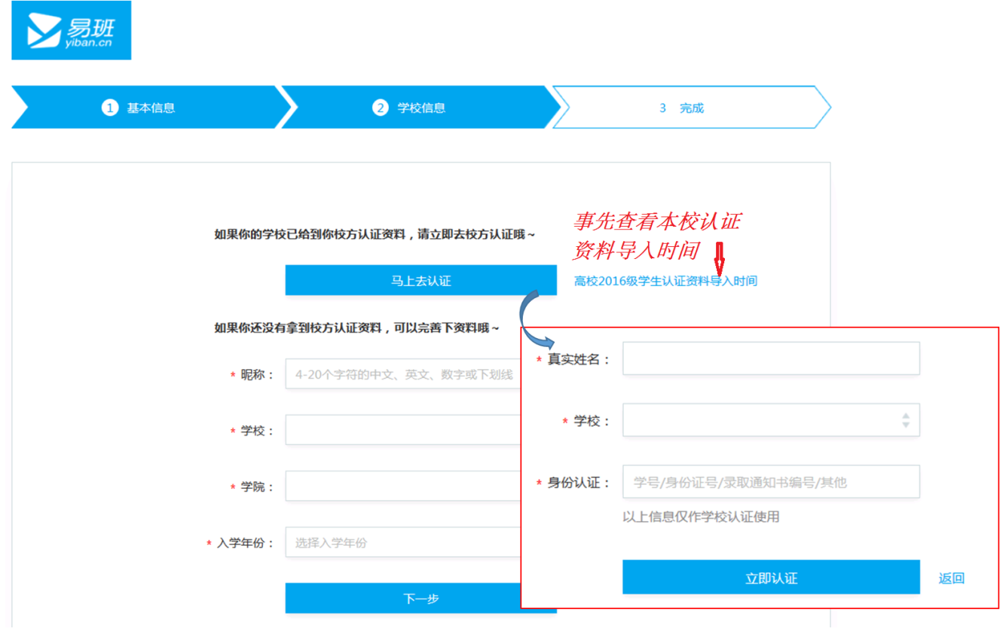 易班
yiban.cn
1 基本信息
2 学校信息
3 完成
如果你的学校已给到你校方认证资料，请立即去校方认证哦~
事先查看本校认证
资料导入时间
马上去认证
高校2016级学生认证资料导入时间
如果你还没有拿到校方认证资料，可以完善下资料哦~
* 昵称：
4-20个字符的中文、英文、数字或下划线
* 学校：
* 学院：
* 入学年份：
选择入学年份
下一步
* 真实姓名：
* 学校：
* 身份认证：
学号/身份证号/录取通知书编号/其他
以上信息仅作学校认证使用
立即认证
返回